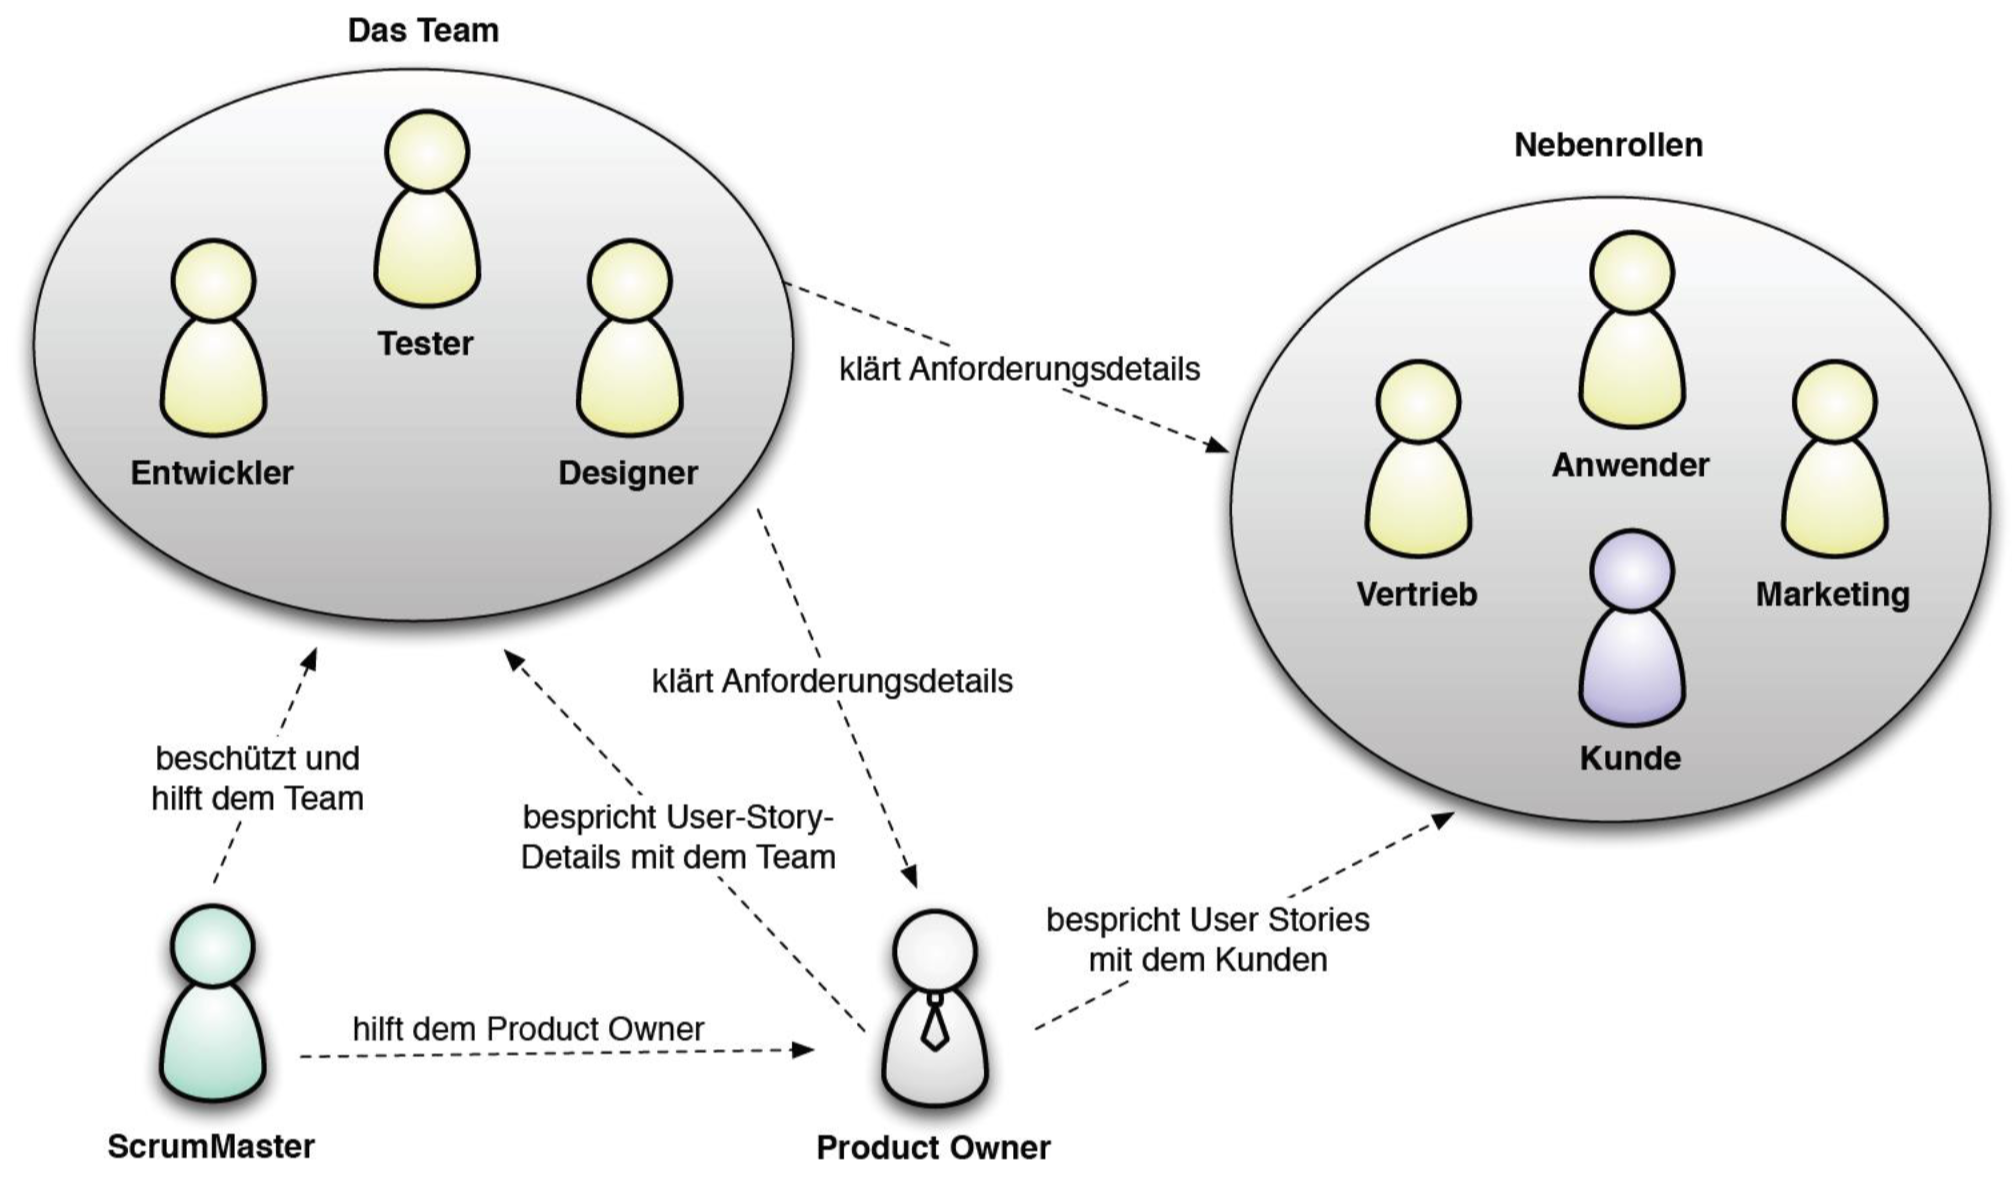 Das Team
Nebenrollen
Tester
Entwickler
Designer
klärt Anforderungsdetails
Anwender
Vertrieb
Marketing
Kunde
klärt Anforderungsdetails
beschützt und
hilft dem Team
bespricht User-Story-
Details mit dem Team
bespricht User Stories
mit dem Kunden
hilft dem Product Owner
ScrumMaster
Product Owner